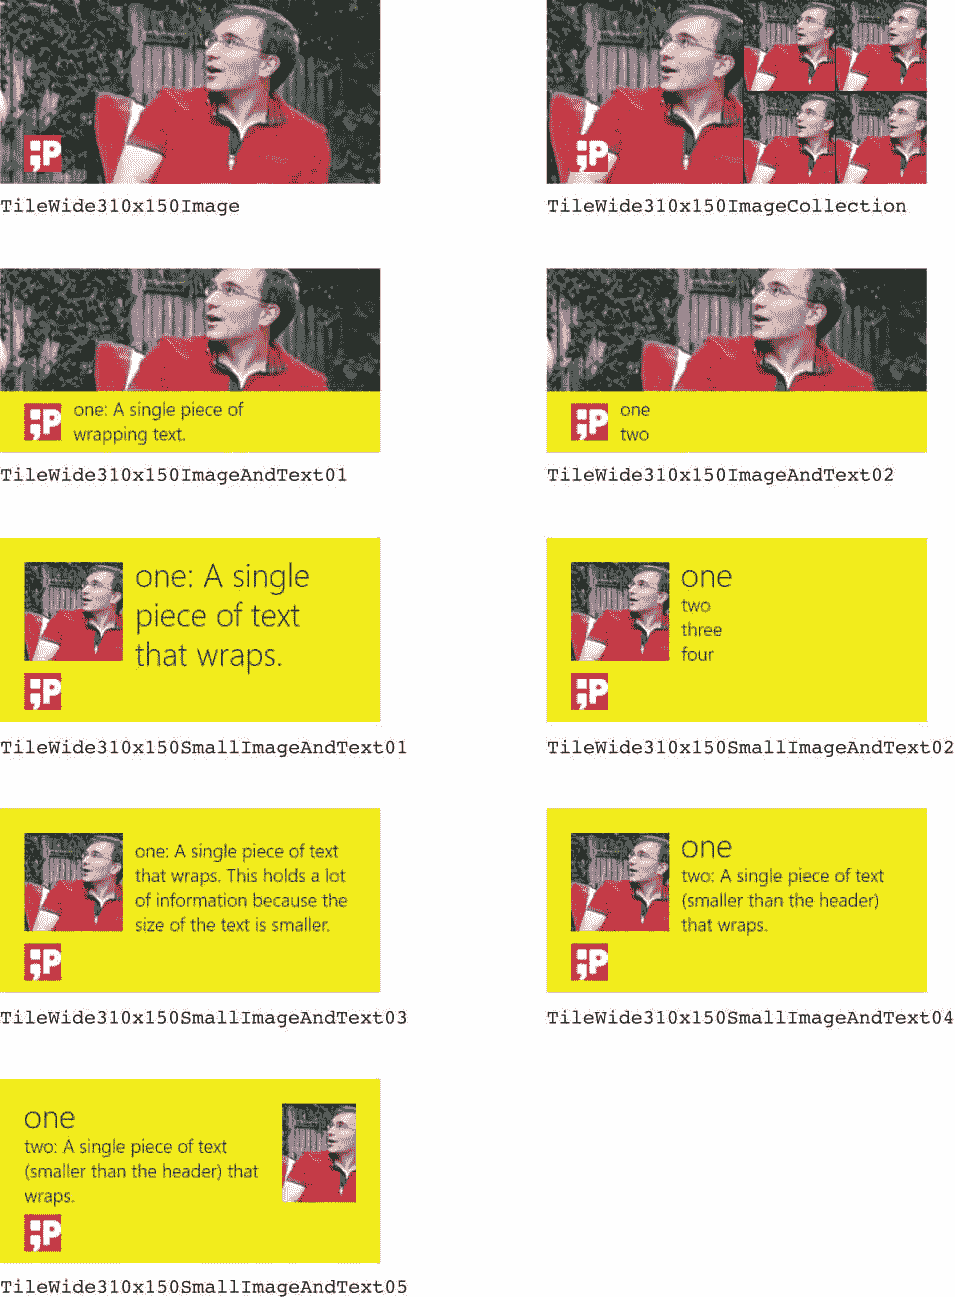 ;P
;P
TileWide310x150Image
TileWide310x150ImageCollection
;P
one: A single piece of
wrapping text.
;P
one
two
TileWide310x150ImageAndText01
TileWide310x150ImageAndText02
one: A single
piece of text
that wraps.
;P
one
two
three
four
;P
TileWide310x150SmallImageAndText01
TileWide310x150SmallImageAndText02
one: A single piece of text
that wraps. This holds a lot
of information because the
size of the text is smaller.
;P
one
two: A single piece of text
(smaller than the header)
that wraps.
;P
TileWide310x150SmallImageAndText03
TileWide310x150SmallImageAndText04
one
two: A single piece of text
(smaller than the header) that
wraps.
;P
TileWide310x150SmallImageAndText05